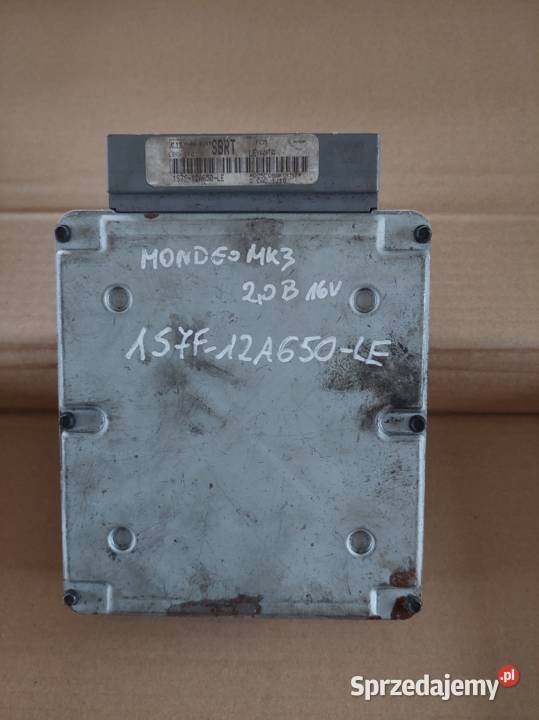 SBRT
1S7F-12A650-LE
MONDEO MK3
2,0 B 16V
1S7F-12A650-LE
Sprzedajemy.pl